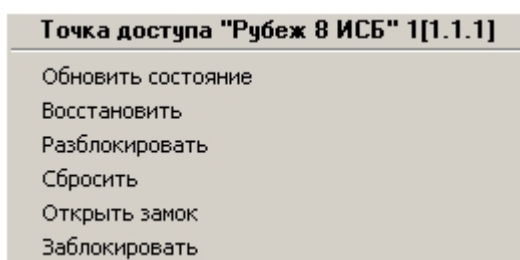 Точка доступа "Рубеж 8 ИСБ" 1[1.1.1]
Обновить состояние
Восстановить
Разблокировать
Сбросить
Открыть замок
Заблокировать